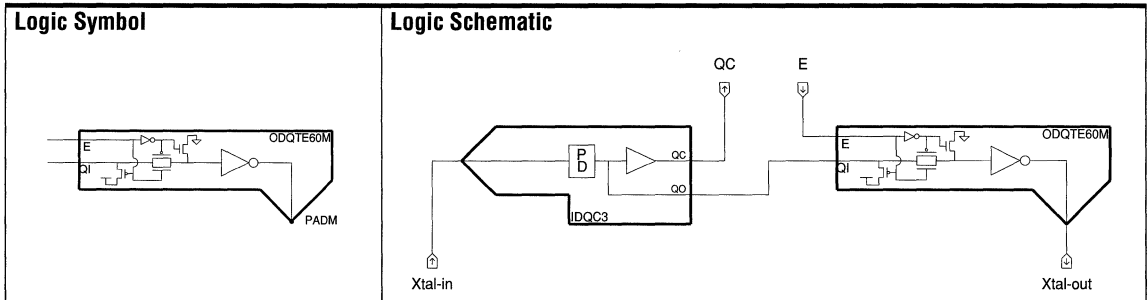 Logic Symbol
E
QI
ODQTE60M
PADM
Logic Schematic
QC
E
P
D
QC
QO
IDQC3
E
QI
ODQTE60M
Xtal-in
Xtal-out